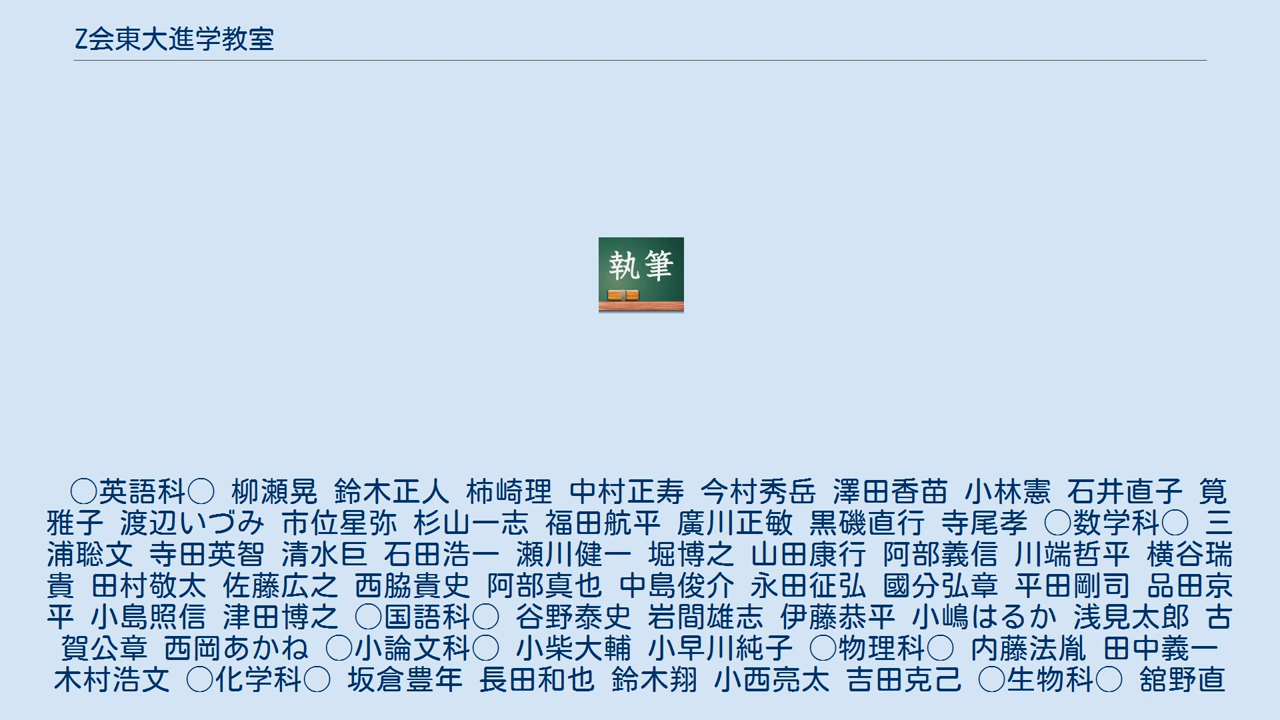 Z会東大進学教室
執筆
◯英語科◯ 柳瀬晃 鈴木正人 柿崎理 中村正寿 今村秀岳 澤田香苗 小林憲 石井直子 筧
雅子 渡辺いづみ 市位星弥 杉山一志 福田航平 廣川正敏 黒磯直行 寺尾孝 ◯数学科◯ 三
浦聡文 寺田英智 清水巨 石田浩一 瀬川健一 堀博之 山田康行 阿部義信 川端哲平 横谷瑞
貴 田村敬太 佐藤広之 西脇貴史 阿部真也 中島俊介 永田征弘 國分弘章 平田剛司 品田京
平 小島照信 津田博之 ◯国語科◯ 谷野泰史 岩間雄志 伊藤恭平 小嶋はるか 浅見太郎 古
賀公章 西岡あかね ◯小論文科◯ 小柴大輔 小早川純子 ◯物理科◯ 内藤法胤 田中義一
木村浩文 ◯化学科◯ 坂倉豊年 長田和也 鈴木翔 小西亮太 吉田克己 ◯生物科◯ 舘野直